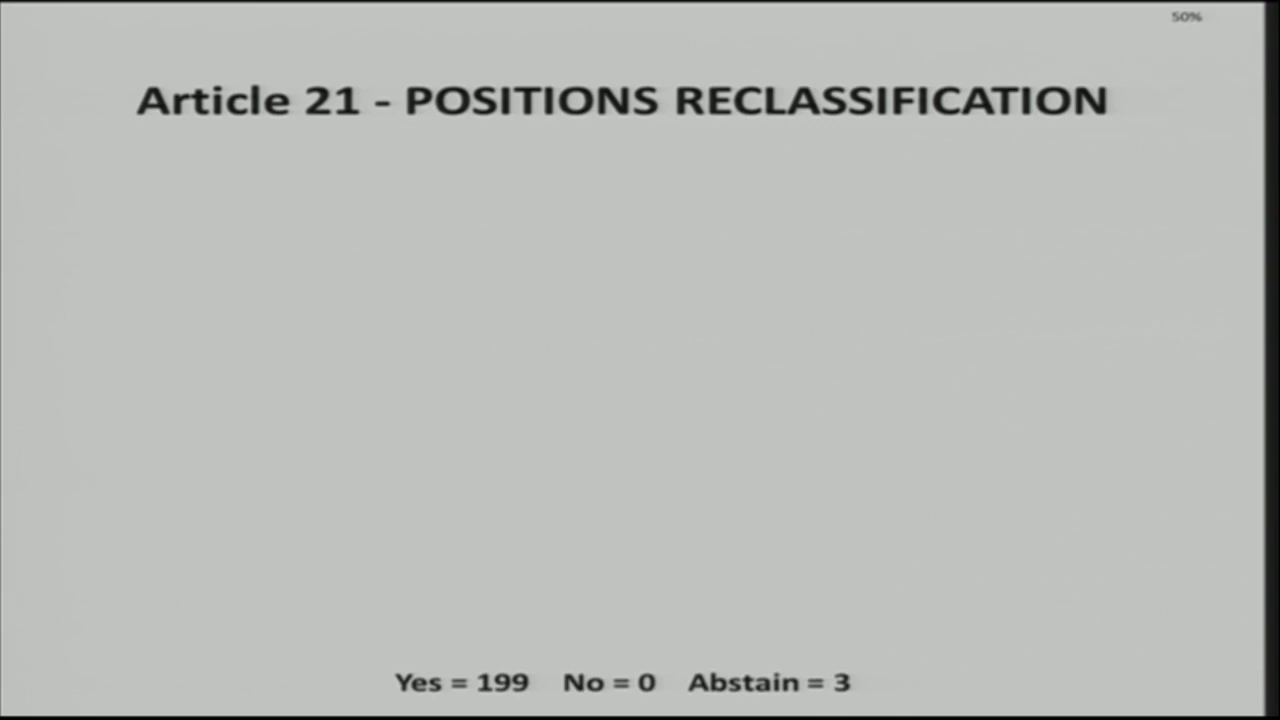 50%
Article 21 - POSITIONS RECLASSIFICATION
Yes = 199 No = 0 Abstain = 3